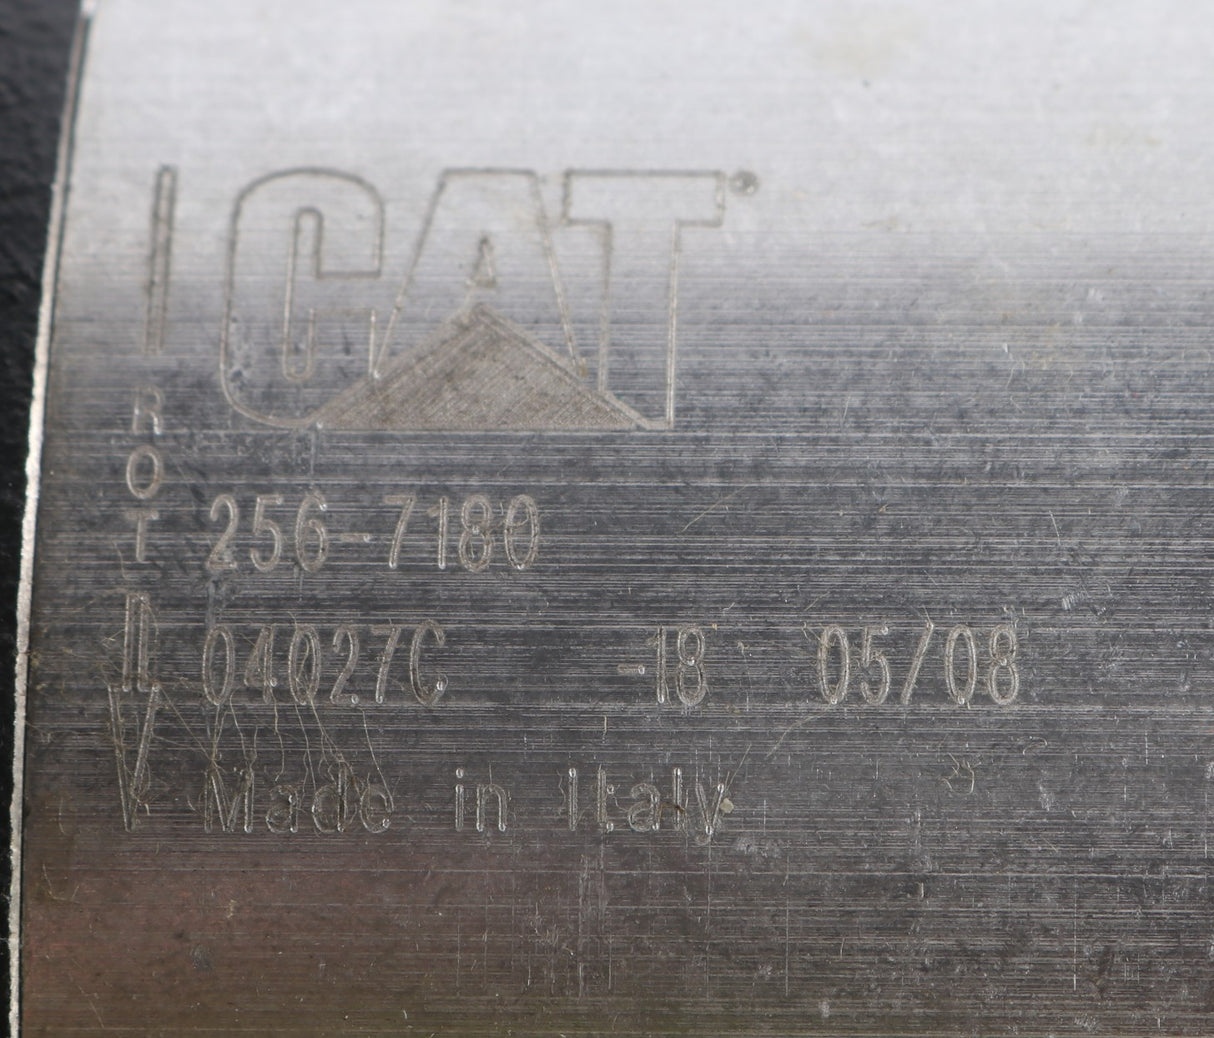 CAT®
256-7180
04027C -18 05/08
Made in Italy
ROT